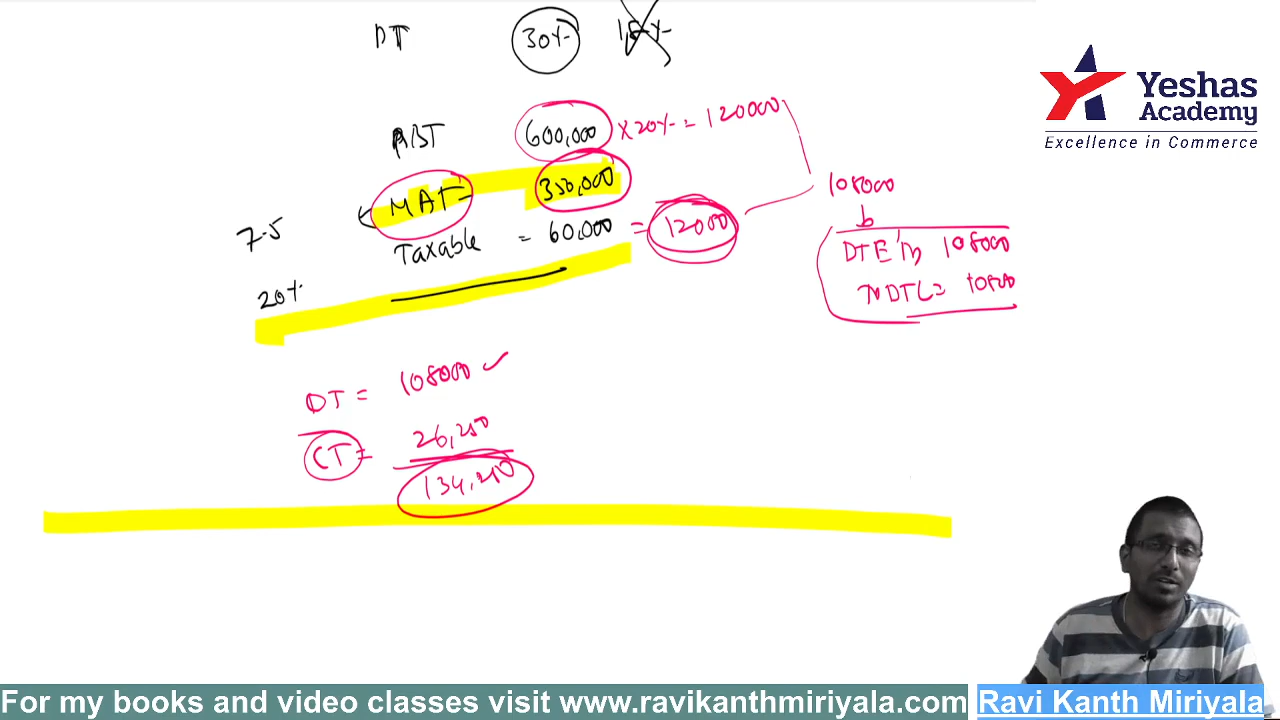 DT 30% 15%
Yeshas
Academy
Excellence in Commerce
ABT 600,000 x 20% = 120000
MAT 350,000
108000
7.5
Taxable = 60,000 = 12000
DTE 108000
DTL = 108000
20%
DT = 108000 ✓
CT = 26,250
134,250
For my books and video classes visit www.ravikanthmiriyala.com Ravi Kanth Miriyala